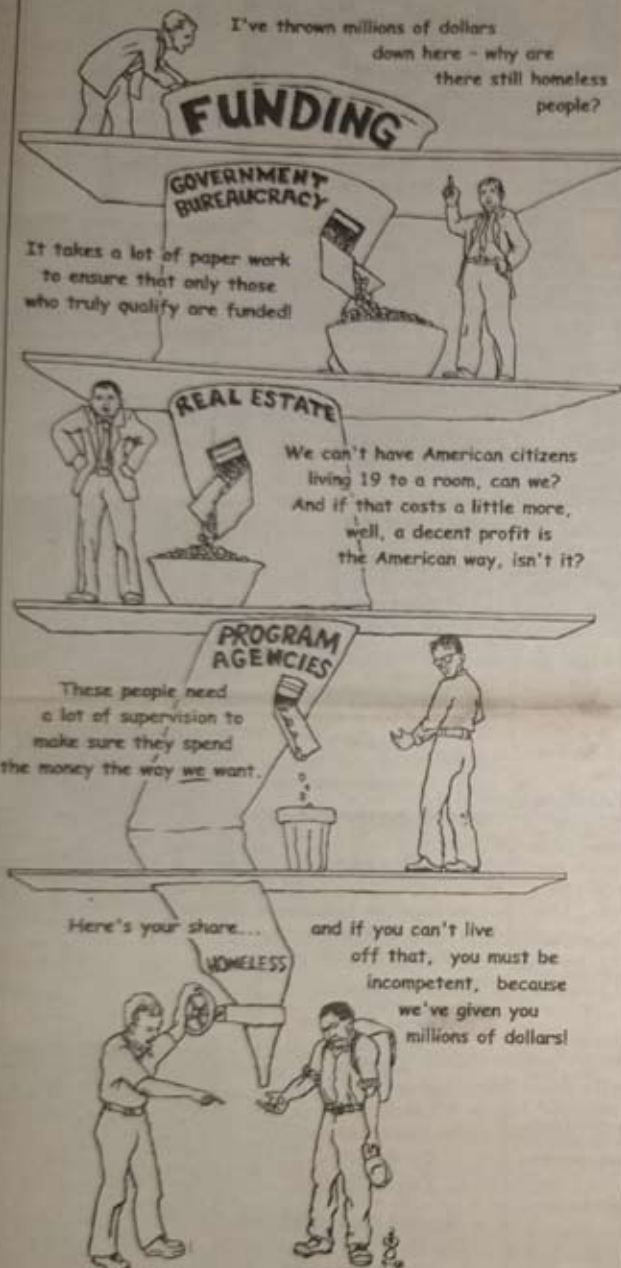 I've thrown millions of dollars
down here - why are
there still homeless
people?
FUNDING
GOVERNMENT
BUREAUCRACY
It takes a lot of paper work
to ensure that only those
who truly qualify are funded!
REAL ESTATE
We can't have American citizens
living 19 to a room, can we?
And if that costs a little more,
well, a decent profit is
the American way, isn't it?
PROGRAM
AGENCIES
These people need
a lot of supervision to
make sure they spend
the money the way we want.
Here's your share...
HOMELESS
and if you can't live
off that, you must be
incompetent, because
we've given you
millions of dollars!